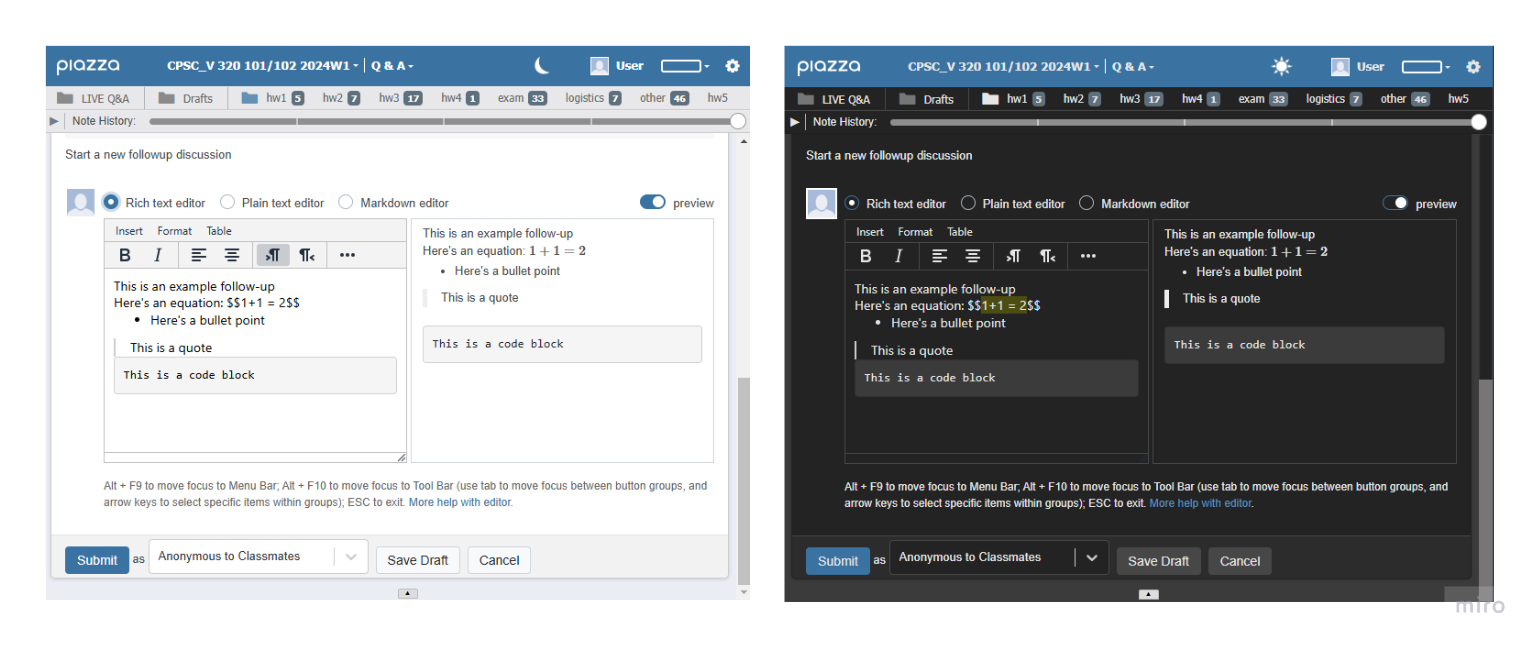 piazza CPSC_V 320 101/102 2024W1 Q & A User
LIVE Q&A Drafts hw1 5 hw2 7 hw3 17 hw4 1 exam 33 logistics 7 other 46 hw5
Note History:
Start a new followup discussion
Rich text editor Plain text editor Markdown editor preview
Insert Format Table
B I ¶ ¶ •••
This is an example follow-up
Here's an equation: $$1+1 = 2$$
• Here's a bullet point
This is a quote
This is a code block
This is an example follow-up
Here's an equation: 1 + 1 = 2
• Here's a bullet point
This is a quote
This is a code block
Alt + F9 to move focus to Menu Bar; Alt + F10 to move focus to Tool Bar (use tab to move focus between button groups, and
arrow keys to select specific items within groups); ESC to exit. More help with editor.
Submit as Anonymous to Classmates Save Draft Cancel
piazza CPSC_V 320 101/102 2024W1 Q & A User
LIVE Q&A Drafts hw1 5 hw2 7 hw3 17 hw4 1 exam 33 logistics 7 other 46 hw5
Note History:
Start a new followup discussion
Rich text editor Plain text editor Markdown editor preview
Insert Format Table
B I ¶ ¶ •••
This is an example follow-up
Here's an equation: $$1+1 = 2$$
• Here's a bullet point
This is a quote
This is a code block
This is an example follow-up
Here's an equation: 1 + 1 = 2
• Here's a bullet point
This is a quote
This is a code block
Alt + F9 to move focus to Menu Bar; Alt + F10 to move focus to Tool Bar (use tab to move focus between button groups, and
arrow keys to select specific items within groups); ESC to exit. More help with editor.
Submit as Anonymous to Classmates Save Draft Cancel
miro